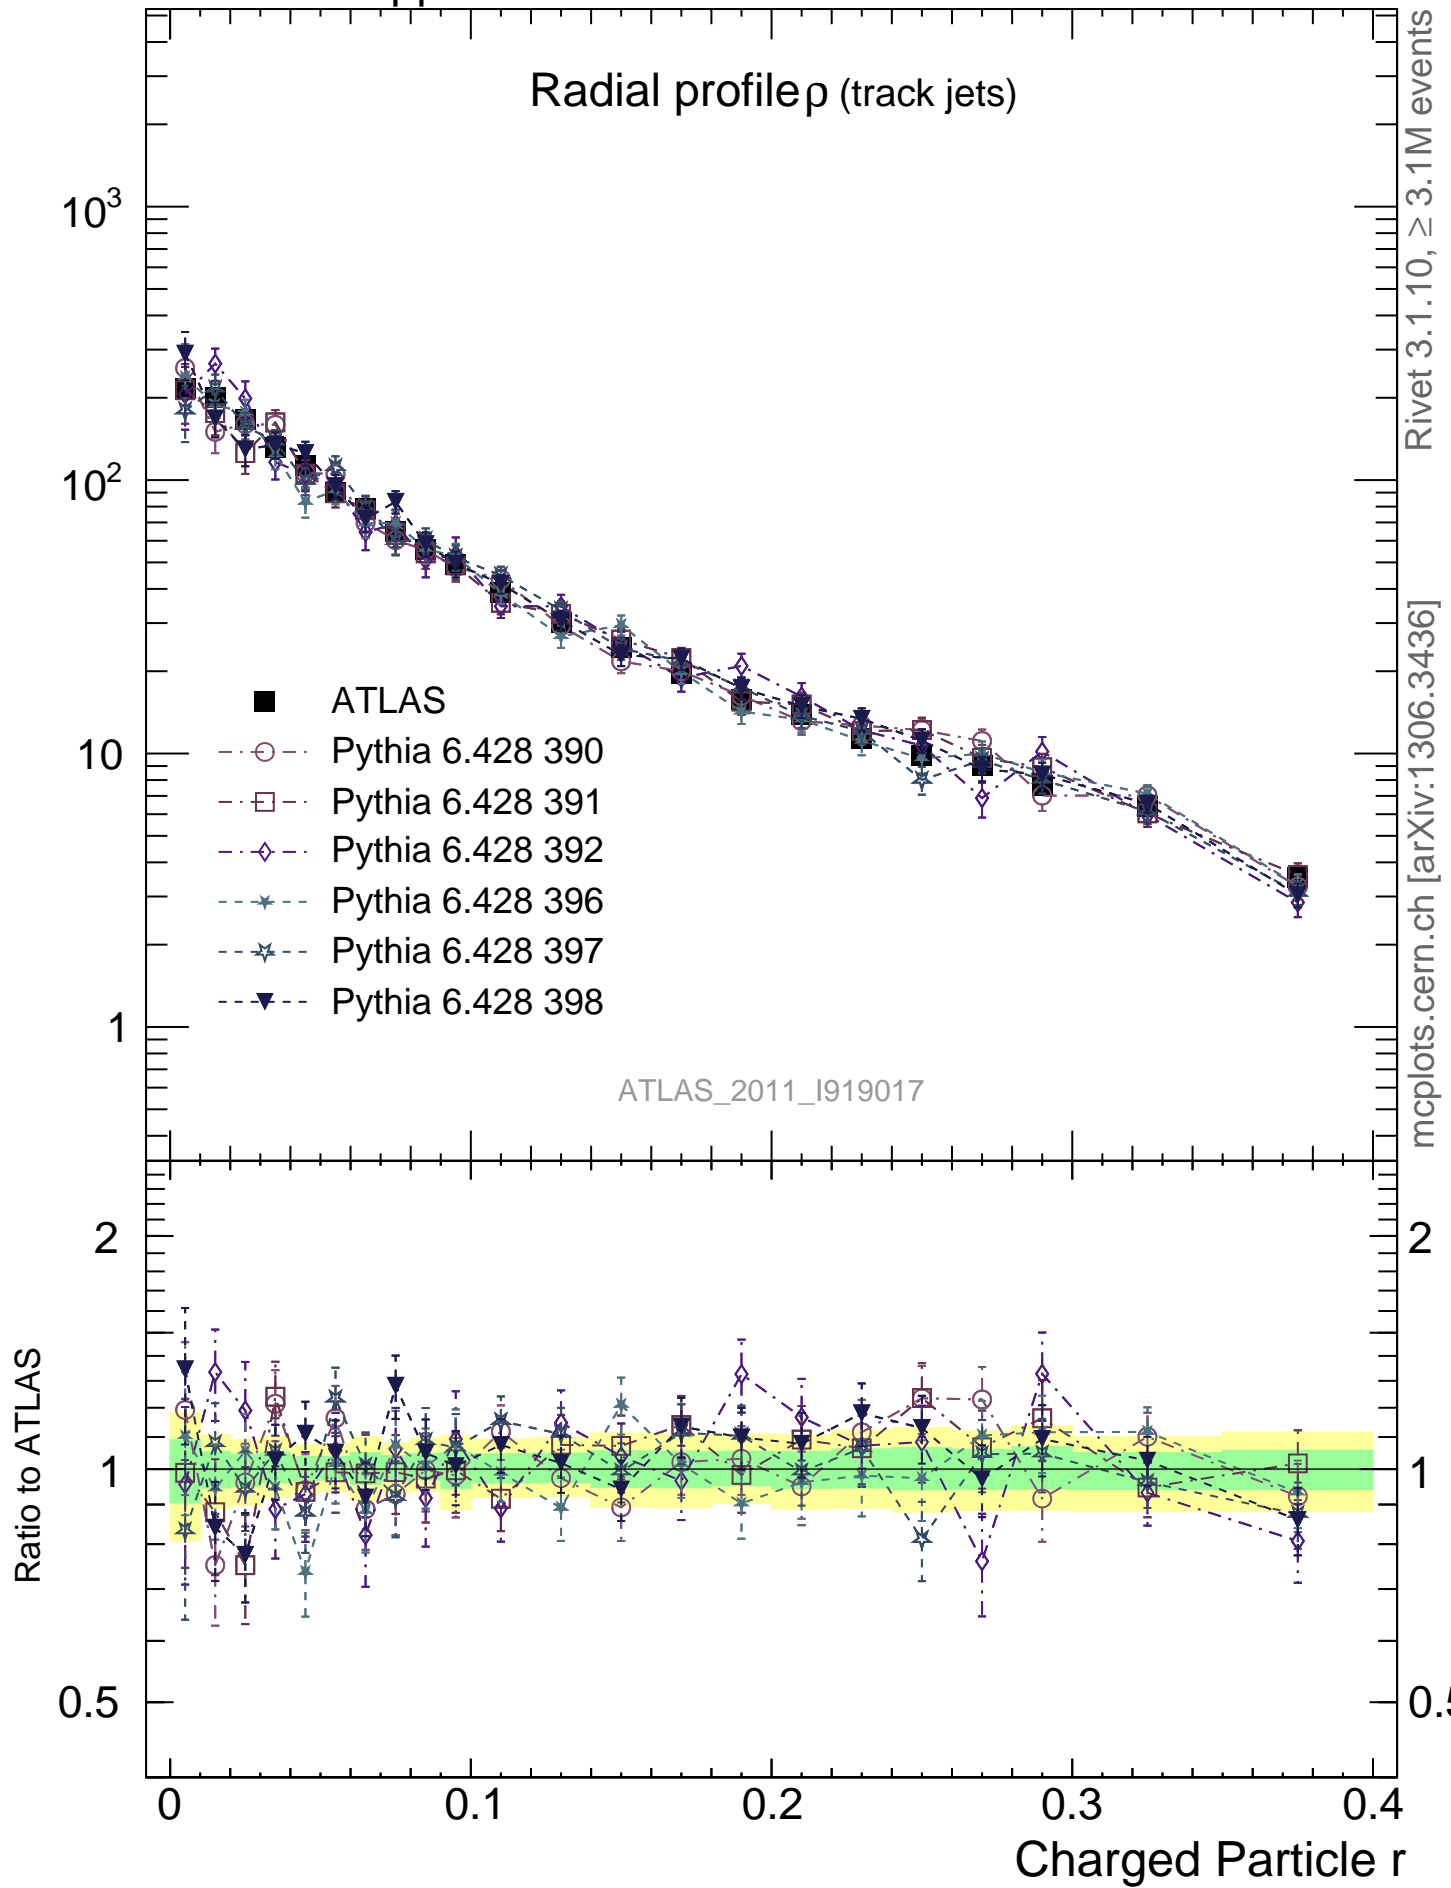 Radial profile ρ (track jets)
10³
10²
10
1
ATLAS
Pythia 6.428 390
Pythia 6.428 391
Pythia 6.428 392
Pythia 6.428 396
Pythia 6.428 397
Pythia 6.428 398
ATLAS_2011_I919017
Rivet 3.1.10, ≥ 3.1M events
mcplots.cern.ch [arXiv:1306.3436]
Ratio to ATLAS
2
1
0.5
2
1
0.5
0
0.1
0.2
0.3
0.4
Charged Particle r